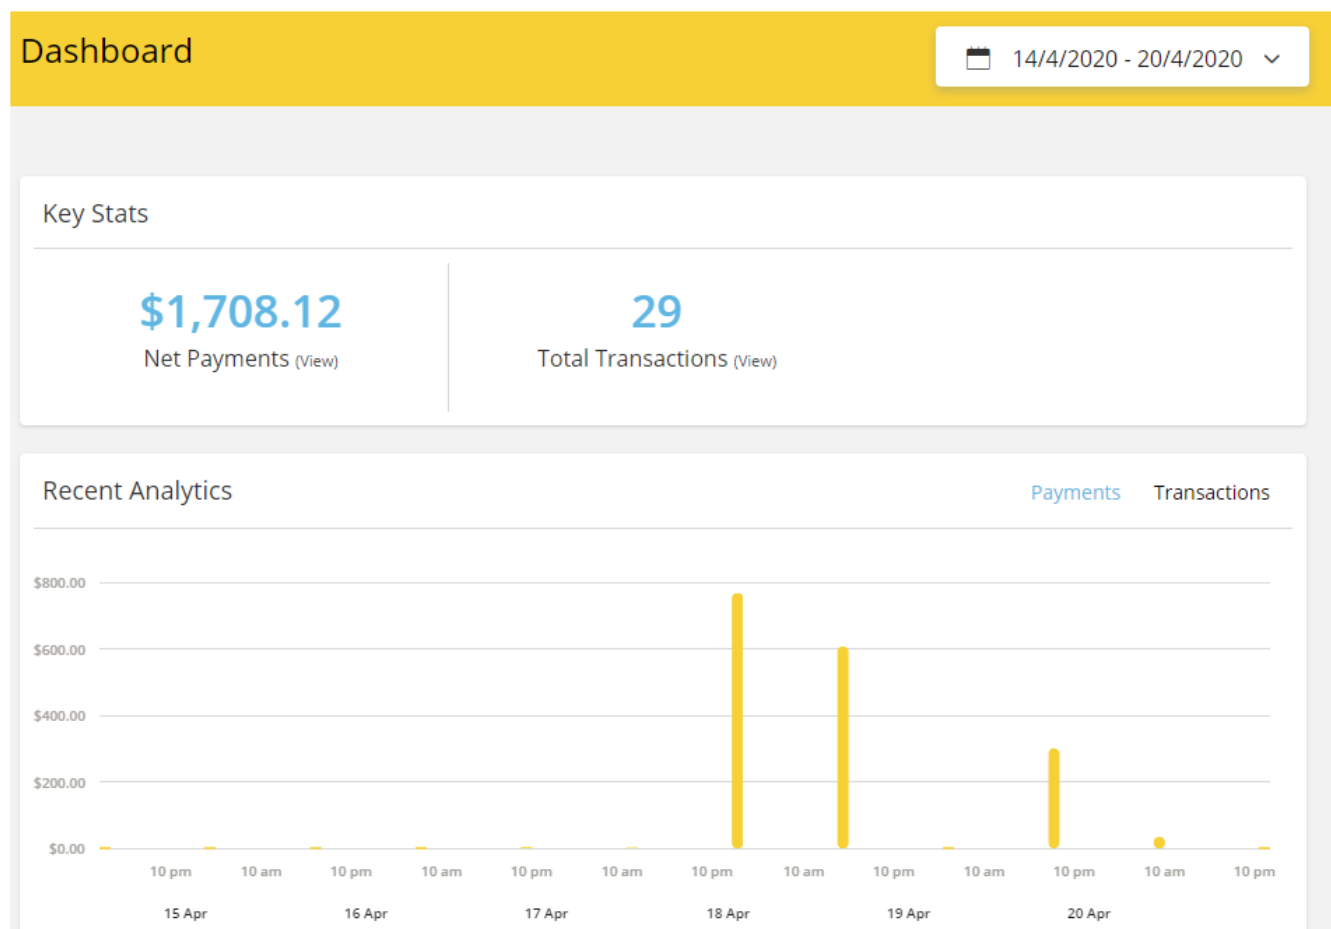 Dashboard
14/4/2020 - 20/4/2020
Key Stats
$1,708.12
Net Payments (View)
29
Total Transactions (View)
Recent Analytics
Payments Transactions
$800.00
$600.00
$400.00
$200.00
$0.00
10 pm 10 am 10 pm 10 am 10 pm 10 am 10 pm 10 am 10 pm 10 am 10 pm 10 am 10 pm
15 Apr 16 Apr 17 Apr 18 Apr 19 Apr 20 Apr